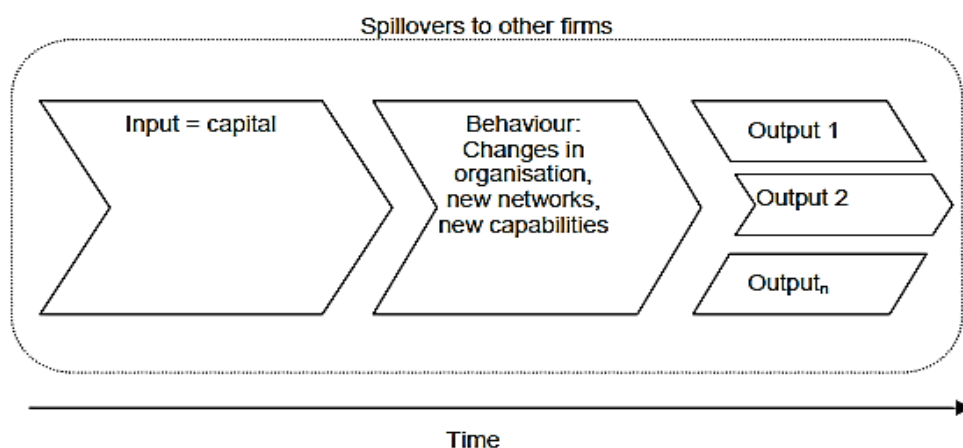 Spillovers to other firms
Input = capital
Behaviour:
Changes in
organisation,
new networks,
new capabilities
Output 1
Output 2
Outputₙ
Time